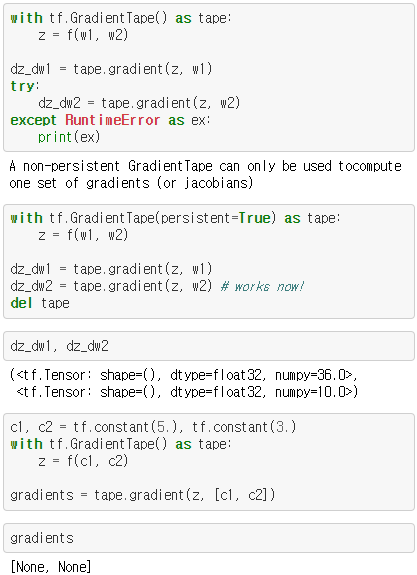 with tf.GradientTape() as tape:
    z = f(w1, w2)

dz_dw1 = tape.gradient(z, w1)
try:
    dz_dw2 = tape.gradient(z, w2)
except RuntimeError as ex:
    print(ex)

A non-persistent GradientTape can only be used tocompute
one set of gradients (or jacobians)

with tf.GradientTape(persistent=True) as tape:
    z = f(w1, w2)

dz_dw1 = tape.gradient(z, w1)
dz_dw2 = tape.gradient(z, w2) # works now!
del tape

dz_dw1, dz_dw2

(<tf.Tensor: shape=(), dtype=float32, numpy=36.0>,
 <tf.Tensor: shape=(), dtype=float32, numpy=10.0>)

c1, c2 = tf.constant(5.), tf.constant(3.)
with tf.GradientTape() as tape:
    z = f(c1, c2)

gradients = tape.gradient(z, [c1, c2])

gradients

[None, None]